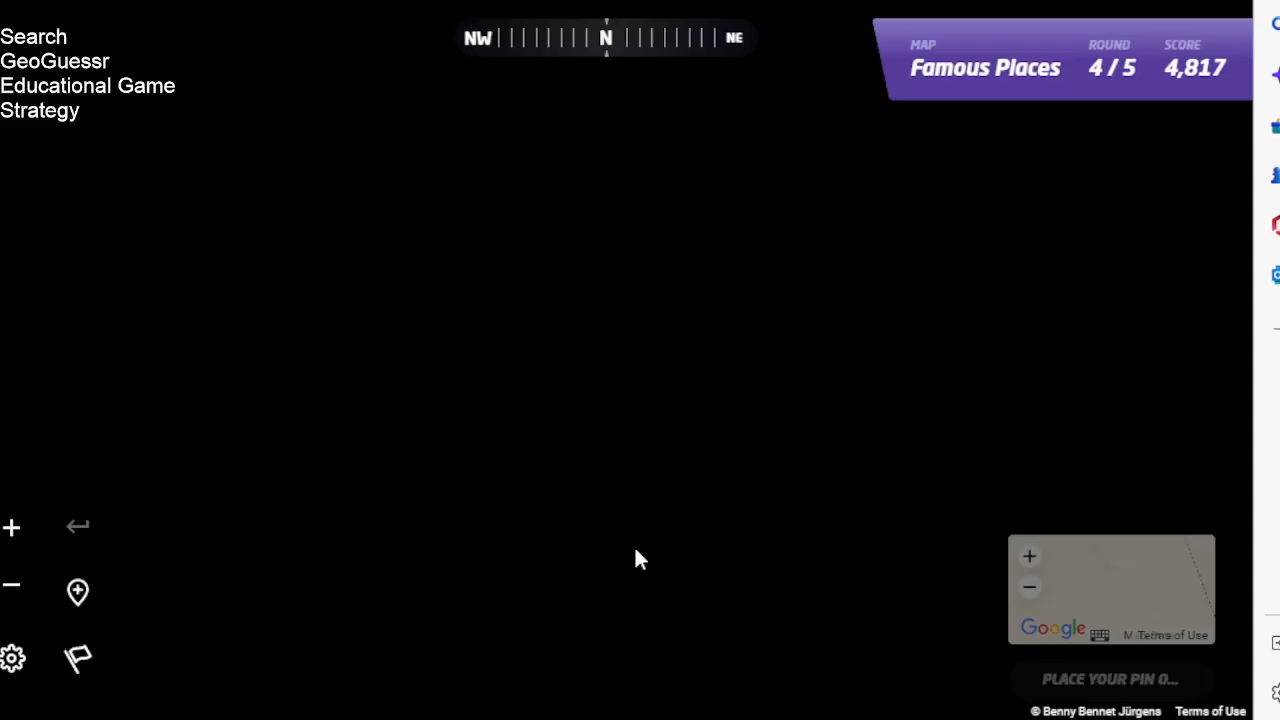 Search
GeoGuessr
Educational Game
Strategy
NW N NE
MAP ROUND SCORE
Famous Places 4 / 5 4,817
Google Terms of Use
PLACE YOUR PIN O...
© Benny Bennet Jürgens Terms of Use